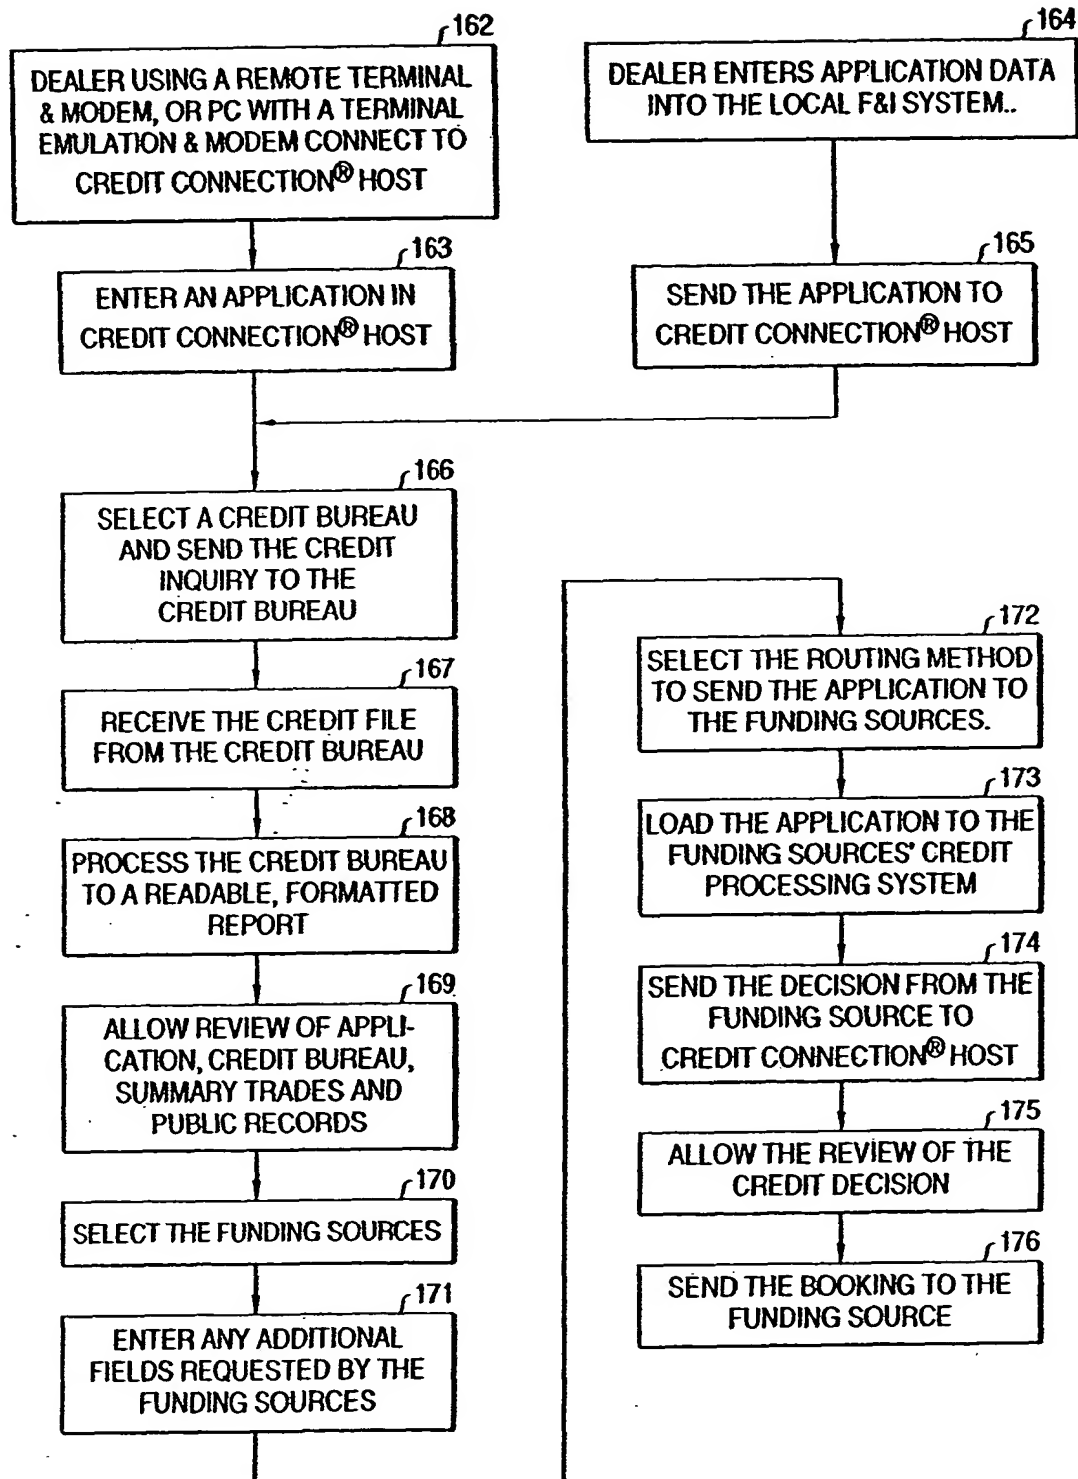 162
DEALER USING A REMOTE TERMINAL
& MODEM, OR PC WITH A TERMINAL
EMULATION & MODEM CONNECT TO
CREDIT CONNECTION® HOST
163
ENTER AN APPLICATION IN
CREDIT CONNECTION® HOST
164
DEALER ENTERS APPLICATION DATA
INTO THE LOCAL F&I SYSTEM..
165
SEND THE APPLICATION TO
CREDIT CONNECTION® HOST
166
SELECT A CREDIT BUREAU
AND SEND THE CREDIT
INQUIRY TO THE
CREDIT BUREAU
167
RECEIVE THE CREDIT FILE
FROM THE CREDIT BUREAU
168
PROCESS THE CREDIT BUREAU
TO A READABLE, FORMATTED
REPORT
169
ALLOW REVIEW OF APPLI-
CATION, CREDIT BUREAU,
SUMMARY TRADES AND
PUBLIC RECORDS
170
SELECT THE FUNDING SOURCES
171
ENTER ANY ADDITIONAL
FIELDS REQUESTED BY THE
FUNDING SOURCES
172
SELECT THE ROUTING METHOD
TO SEND THE APPLICATION TO
THE FUNDING SOURCES.
173
LOAD THE APPLICATION TO THE
FUNDING SOURCES' CREDIT
PROCESSING SYSTEM
174
SEND THE DECISION FROM THE
FUNDING SOURCE TO
CREDIT CONNECTION® HOST
175
ALLOW THE REVIEW OF THE
CREDIT DECISION
176
SEND THE BOOKING TO THE
FUNDING SOURCE